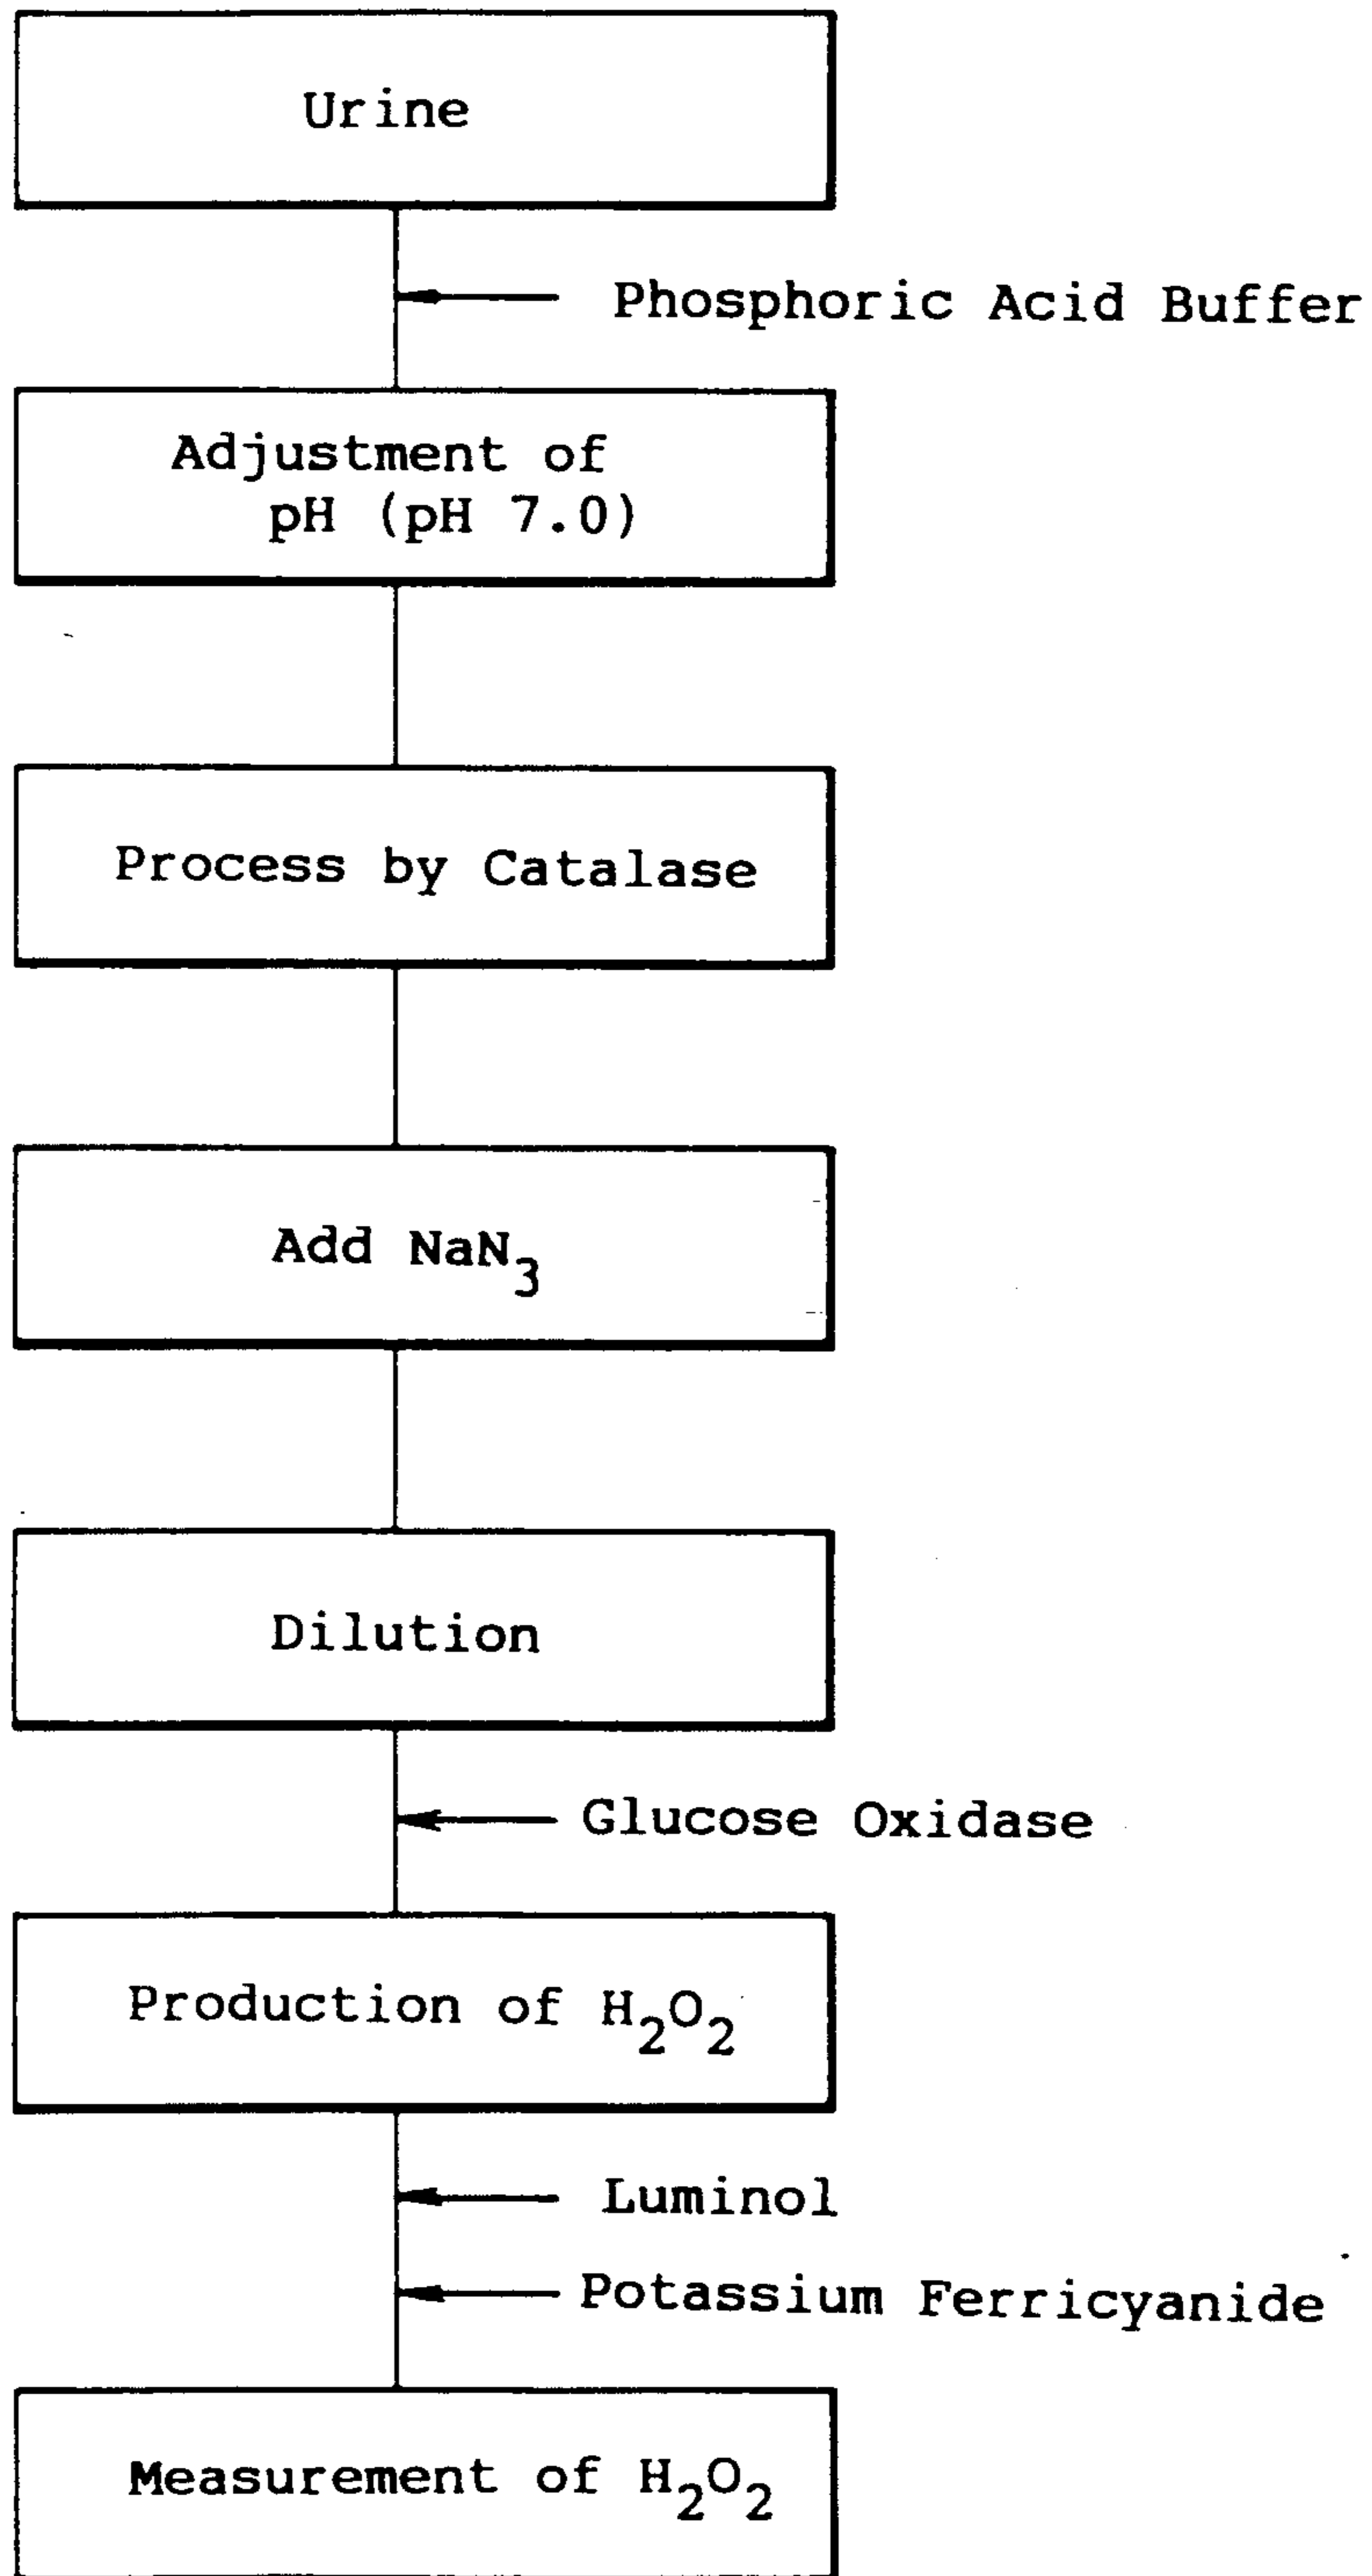 Urine
Phosphoric Acid Buffer
Adjustment of
pH (pH 7.0)
Process by Catalase
Add NaN3
Dilution
Glucose Oxidase
Production of H2O2
Luminol
Potassium Ferricyanide
Measurement of H2O2